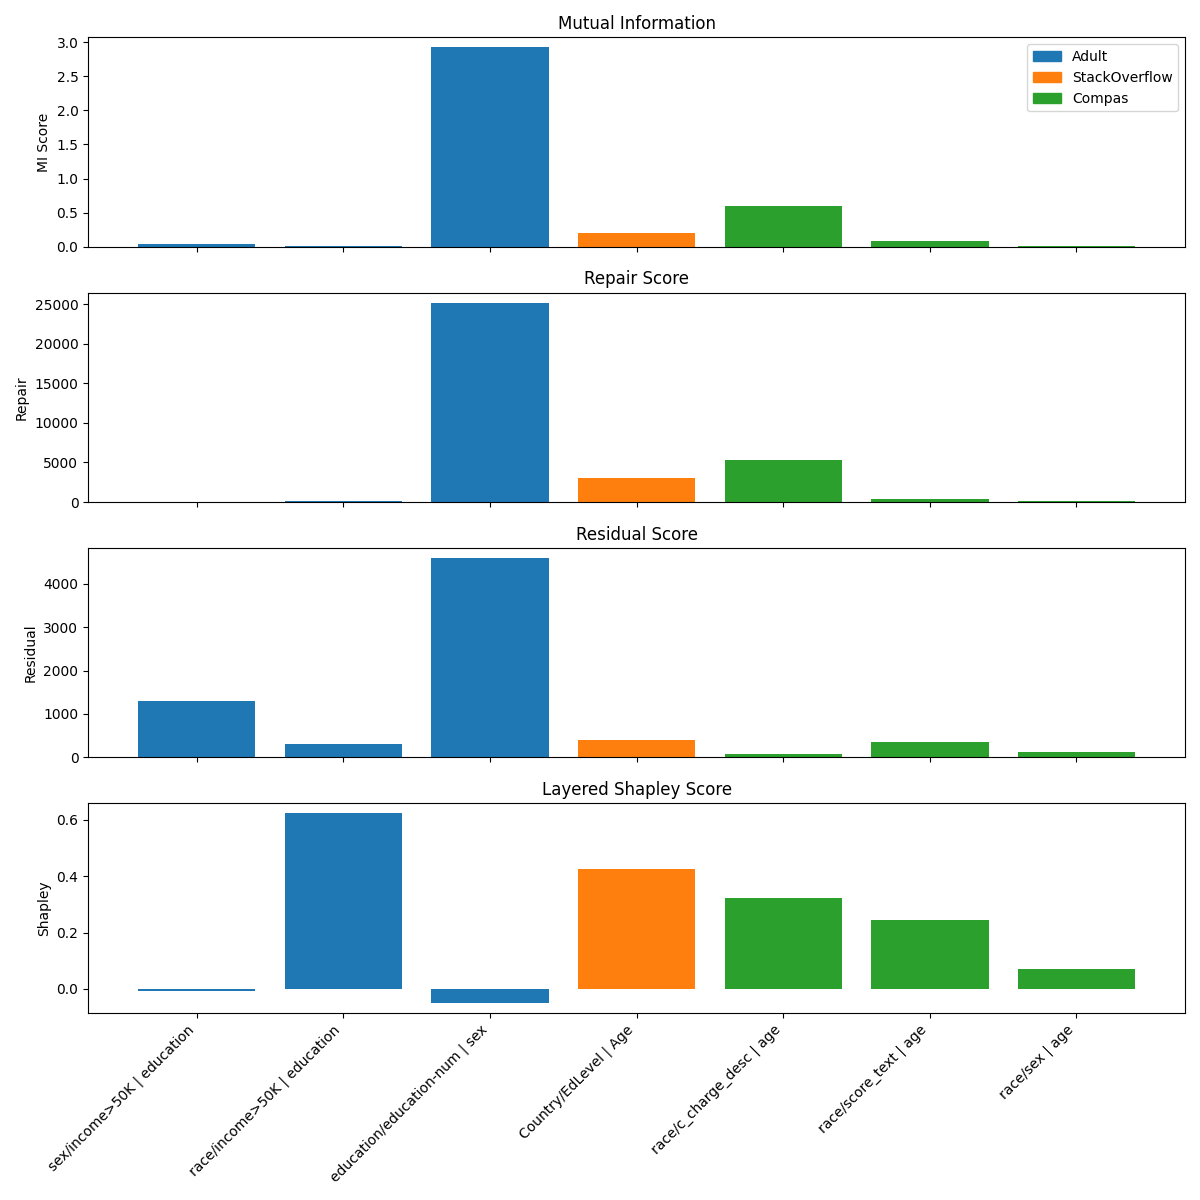 Mutual Information
MI Score
3.0
2.5
2.0
1.5
1.0
0.5
0.0
Adult
StackOverflow
Compas
Repair Score
Repair
25000
20000
15000
10000
5000
0
Residual Score
Residual
4000
3000
2000
1000
0
Layered Shapley Score
Shapley
0.6
0.4
0.2
0.0
sex/income>50K | education
race/income>50K | education
education/education-num | sex
Country/EdLevel | Age
race/c_charge_desc | age
race/score_text | age
race/sex | age